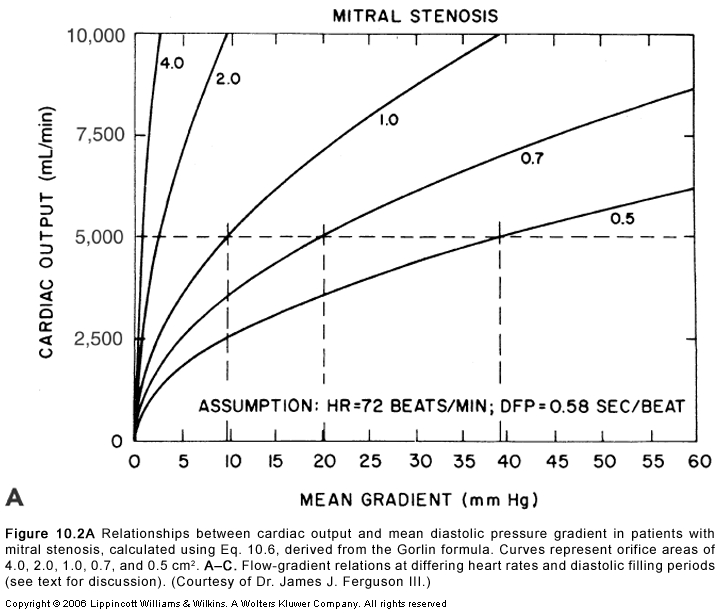 MITRAL STENOSIS
10,000
7,500
5,000
2,500
0
CARDIAC OUTPUT (mL/min)
4.0
2.0
1.0
0.7
0.5
ASSUMPTION: HR=72 BEATS/MIN; DFP=0.58 SEC/BEAT
0 5 10 15 20 25 30 35 40 45 50 55 60
MEAN GRADIENT (mm Hg)
A
Figure 10.2A Relationships between cardiac output and mean diastolic pressure gradient in patients with
mitral stenosis, calculated using Eq. 10.6, derived from the Gorlin formula. Curves represent orifice areas of
4.0, 2.0, 1.0, 0.7, and 0.5 cm². A–C. Flow-gradient relations at differing heart rates and diastolic filling periods
(see text for discussion). (Courtesy of Dr. James J. Ferguson III.)
Copyright © 2006 Lippincott Williams & Wilkins. A Wolters Kluwer Company. All rights reserved